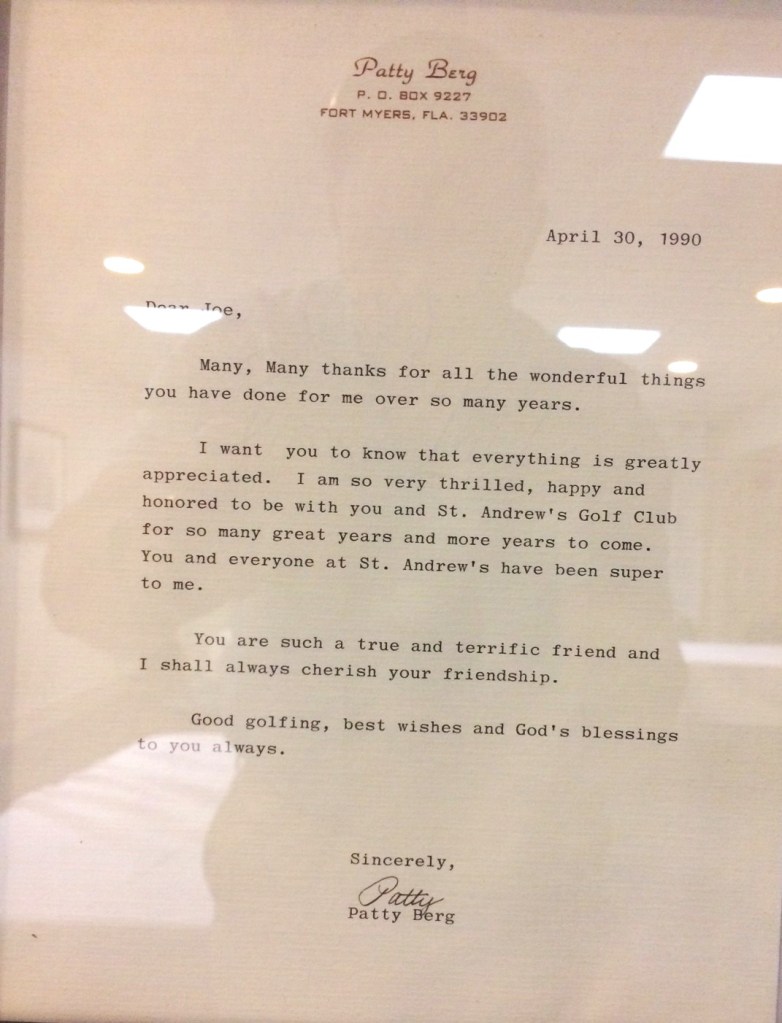 Patty Berg
P. O. BOX 9227
FORT MYERS, FLA. 33902
April 30, 1990
Dear Joe,
Many, Many thanks for all the wonderful things
you have done for me over so many years.
I want  you to know that everything is greatly
appreciated.  I am so very thrilled, happy and
honored to be with you and St. Andrew's Golf Club
for so many great years and more years to come.
You and everyone at St. Andrew's have been super
to me.
You are such a true and terrific friend and
I shall always cherish your friendship.
Good golfing, best wishes and God's blessings
to you always.
Sincerely,
Patty
Patty Berg